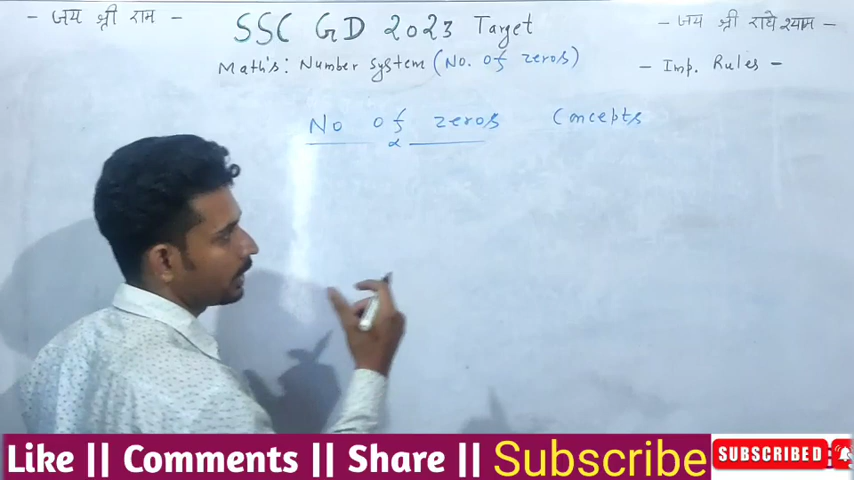 - जय श्री राम -
SSC GD 2023 Target
- जय श्री राधे श्याम -
Math's: Number System (No. of zeros)
- Imp. Rules -
No of zeros Concepts
Like || Comments || Share || Subscribe
SUBSCRIBED